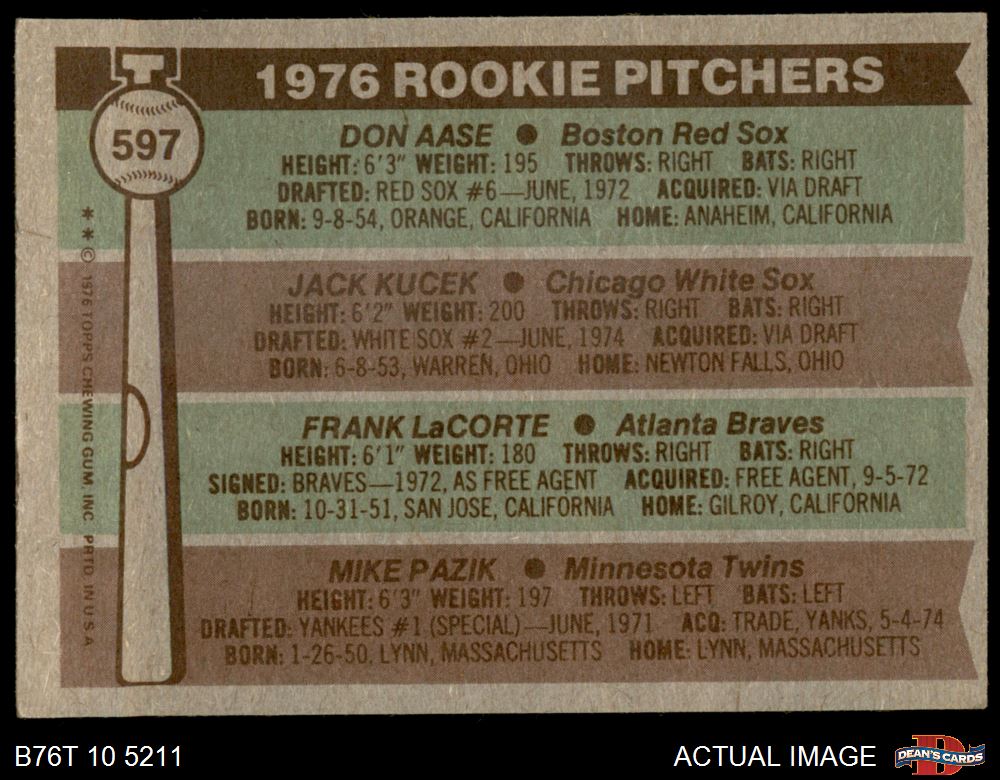 T
1976 ROOKIE PITCHERS
597
DON AASE ● Boston Red Sox
HEIGHT: 6'3" WEIGHT: 195 THROWS: RIGHT BATS: RIGHT
DRAFTED: RED SOX #6—JUNE, 1972 ACQUIRED: VIA DRAFT
BORN: 9-8-54, ORANGE, CALIFORNIA HOME: ANAHEIM, CALIFORNIA
JACK KUCEK ● Chicago White Sox
HEIGHT: 6'2" WEIGHT: 200 THROWS: RIGHT BATS: RIGHT
DRAFTED: WHITE SOX #2—JUNE, 1974 ACQUIRED: VIA DRAFT
BORN: 6-8-53, WARREN, OHIO HOME: NEWTON FALLS, OHIO
FRANK LaCORTE ● Atlanta Braves
HEIGHT: 6'1" WEIGHT: 180 THROWS: RIGHT BATS: RIGHT
SIGNED: BRAVES—1972, AS FREE AGENT ACQUIRED: FREE AGENT, 9-5-72
BORN: 10-31-51, SAN JOSE, CALIFORNIA HOME: GILROY, CALIFORNIA
MIKE PAZIK ● Minnesota Twins
HEIGHT: 6'3" WEIGHT: 197 THROWS: LEFT BATS: LEFT
DRAFTED: YANKEES #1 (SPECIAL)—JUNE, 1971 ACQ: TRADE, YANKS, 5-4-74
BORN: 1-26-50, LYNN, MASSACHUSETTS HOME: LYNN, MASSACHUSETTS
** © 1976 TOPPS CHEWING GUM, INC. PRTD. IN U.S.A.
B76T 10 5211
ACTUAL IMAGE
D
DEAN'S CARDS